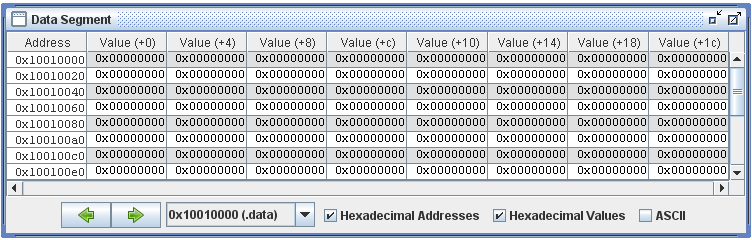 Data Segment
Address Value (+0) Value (+4) Value (+8) Value (+c) Value (+10) Value (+14) Value (+18) Value (+1c)
0x10010000 0x00000000 0x00000000 0x00000000 0x00000000 0x00000000 0x00000000 0x00000000 0x00000000
0x10010020 0x00000000 0x00000000 0x00000000 0x00000000 0x00000000 0x00000000 0x00000000 0x00000000
0x10010040 0x00000000 0x00000000 0x00000000 0x00000000 0x00000000 0x00000000 0x00000000 0x00000000
0x10010060 0x00000000 0x00000000 0x00000000 0x00000000 0x00000000 0x00000000 0x00000000 0x00000000
0x10010080 0x00000000 0x00000000 0x00000000 0x00000000 0x00000000 0x00000000 0x00000000 0x00000000
0x100100a0 0x00000000 0x00000000 0x00000000 0x00000000 0x00000000 0x00000000 0x00000000 0x00000000
0x100100c0 0x00000000 0x00000000 0x00000000 0x00000000 0x00000000 0x00000000 0x00000000 0x00000000
0x100100e0 0x00000000 0x00000000 0x00000000 0x00000000 0x00000000 0x00000000 0x00000000 0x00000000
0x10010000 (.data) Hexadecimal Addresses Hexadecimal Values ASCII